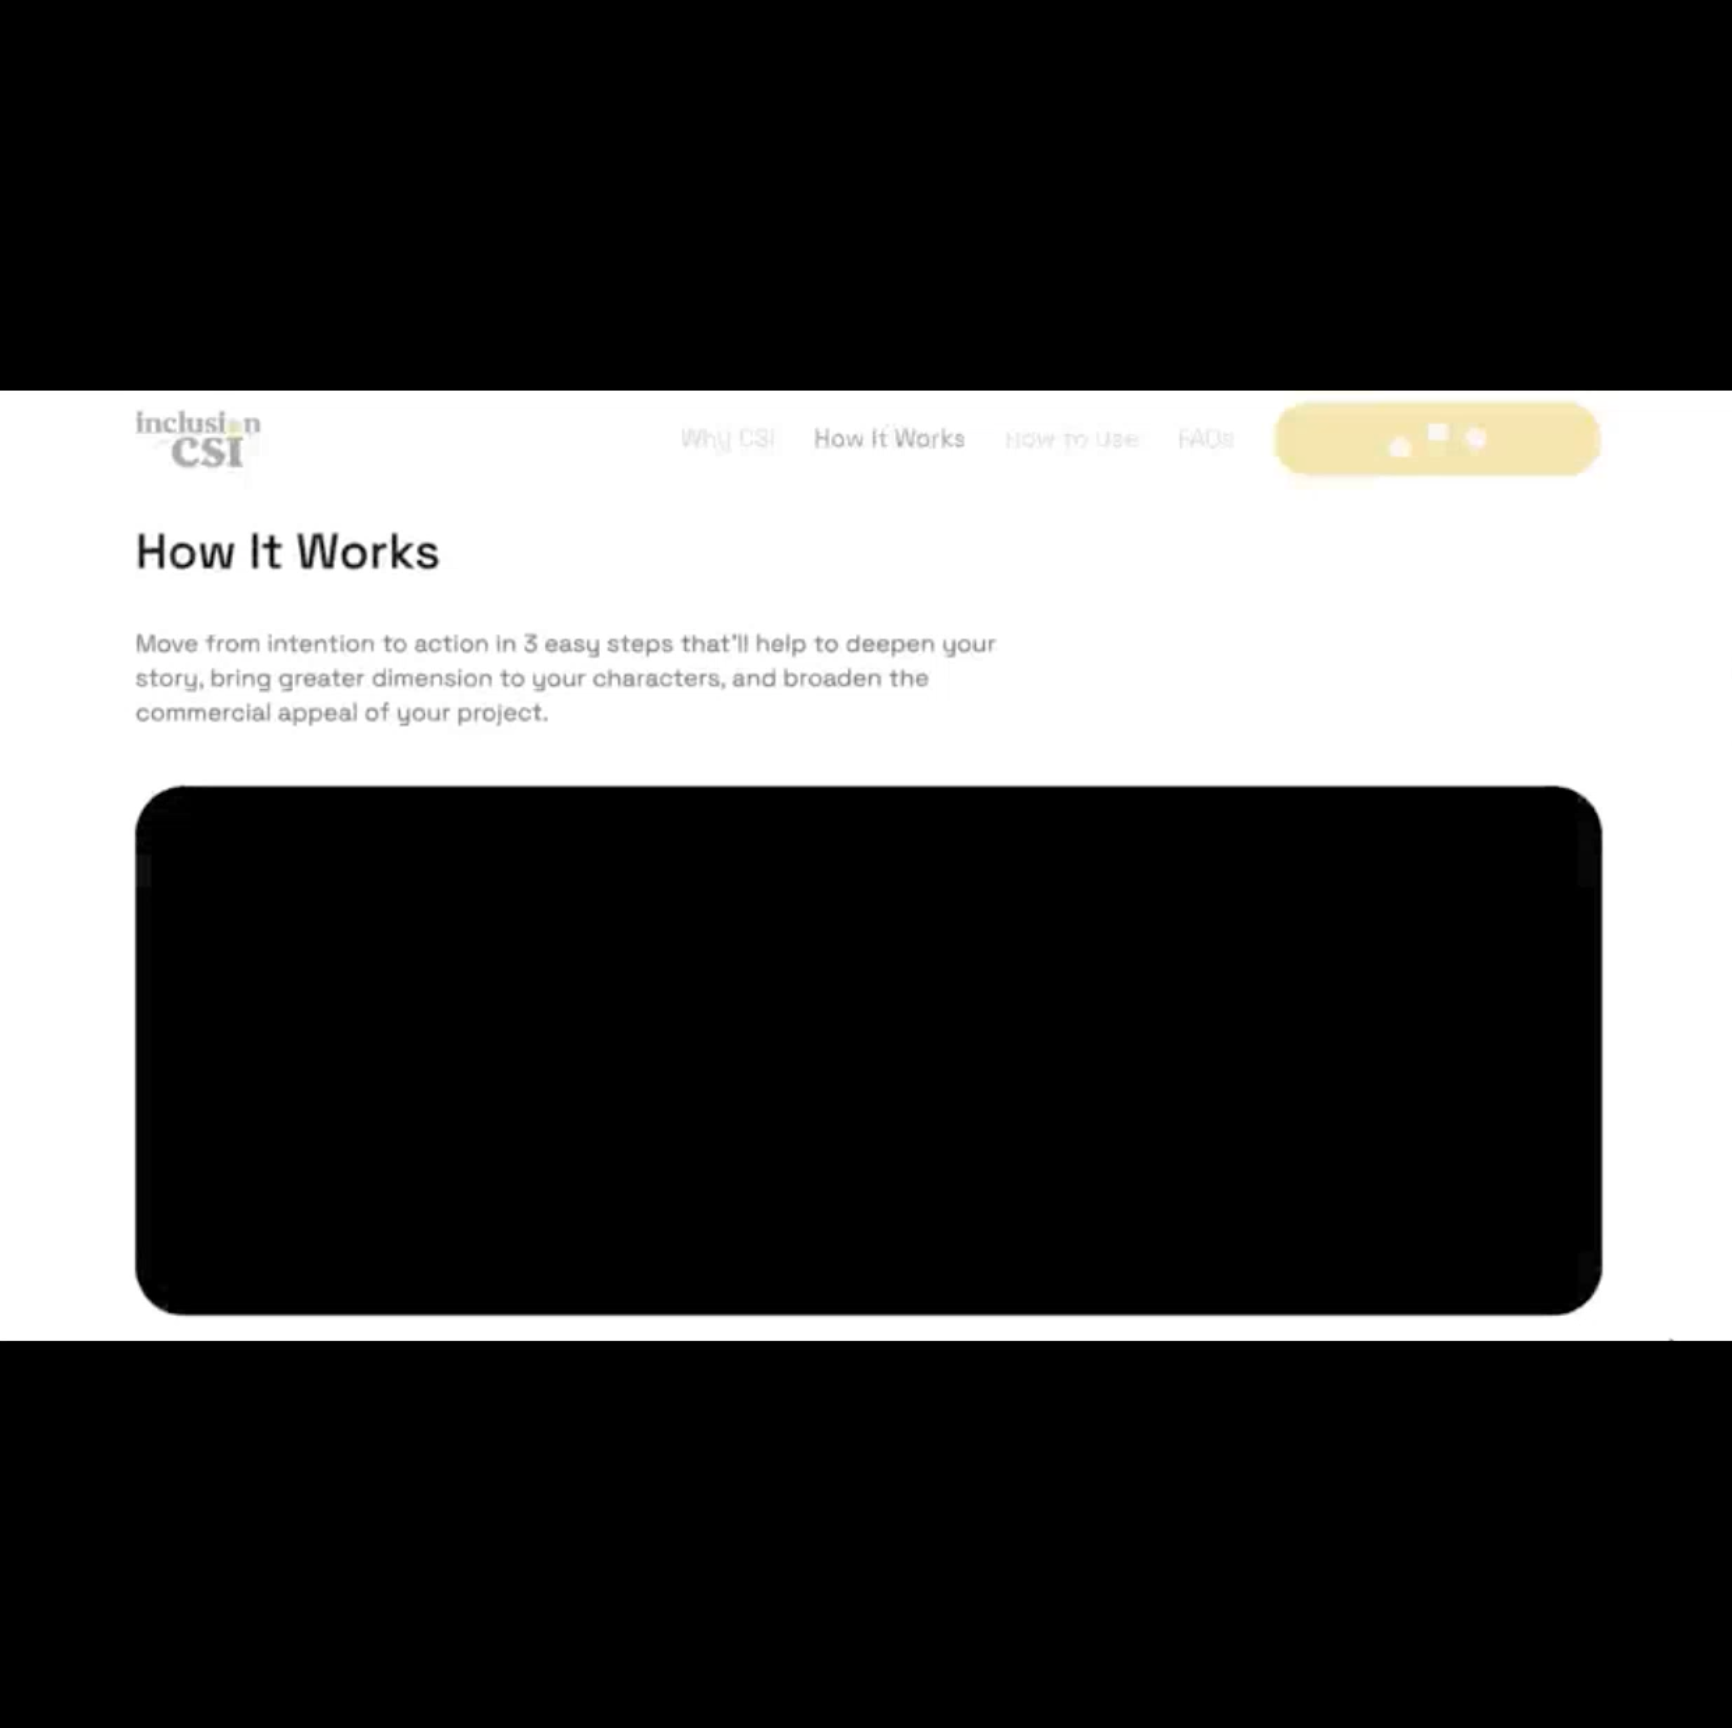 inclusion
CSI
Why CSI How It Works How to Use FAQs
How It Works
Move from intention to action in 3 easy steps that'll help to deepen your
story, bring greater dimension to your characters, and broaden the
commercial appeal of your project.